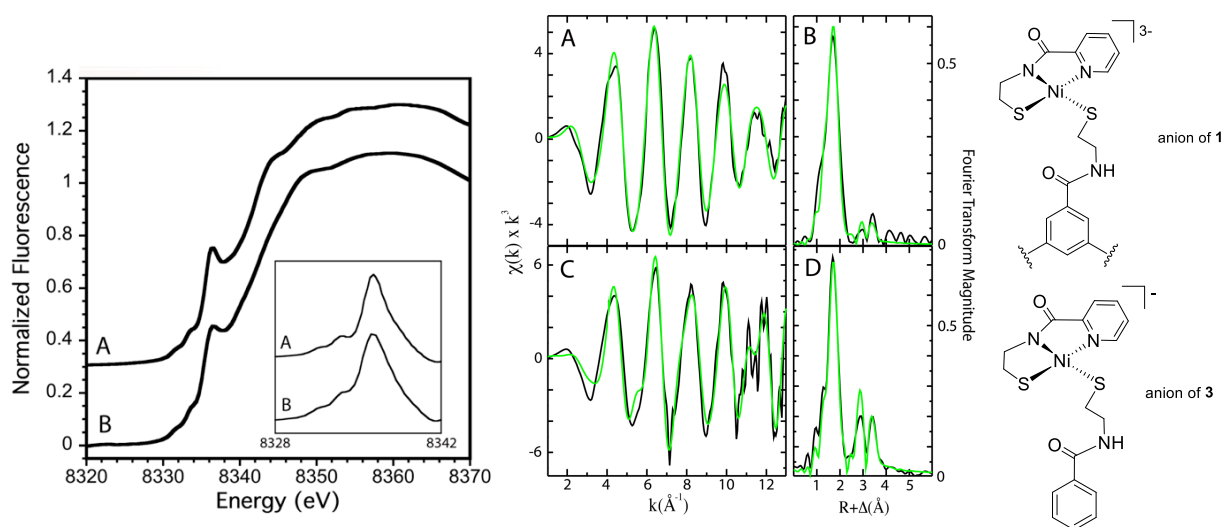 1.4
1.2
1
0.8
0.6
0.4
0.2
0
Normalized Fluorescence
A
B
A
B
8328
8342
8320
8330
8340
8350
8360
8370
Energy (eV)
A
4
0
-4
C
6
0
-6
χ(k) x k³
2
4
6
8
10
12
k(Å⁻¹)
B
0.5
0
D
0.5
0
Fourier Transform Magnitude
1
2
3
4
5
R+Δ(Å)
3-
O
N
N
Ni
S
S
NH
O
anion of 1
-
O
N
N
Ni
S
S
NH
O
anion of 3